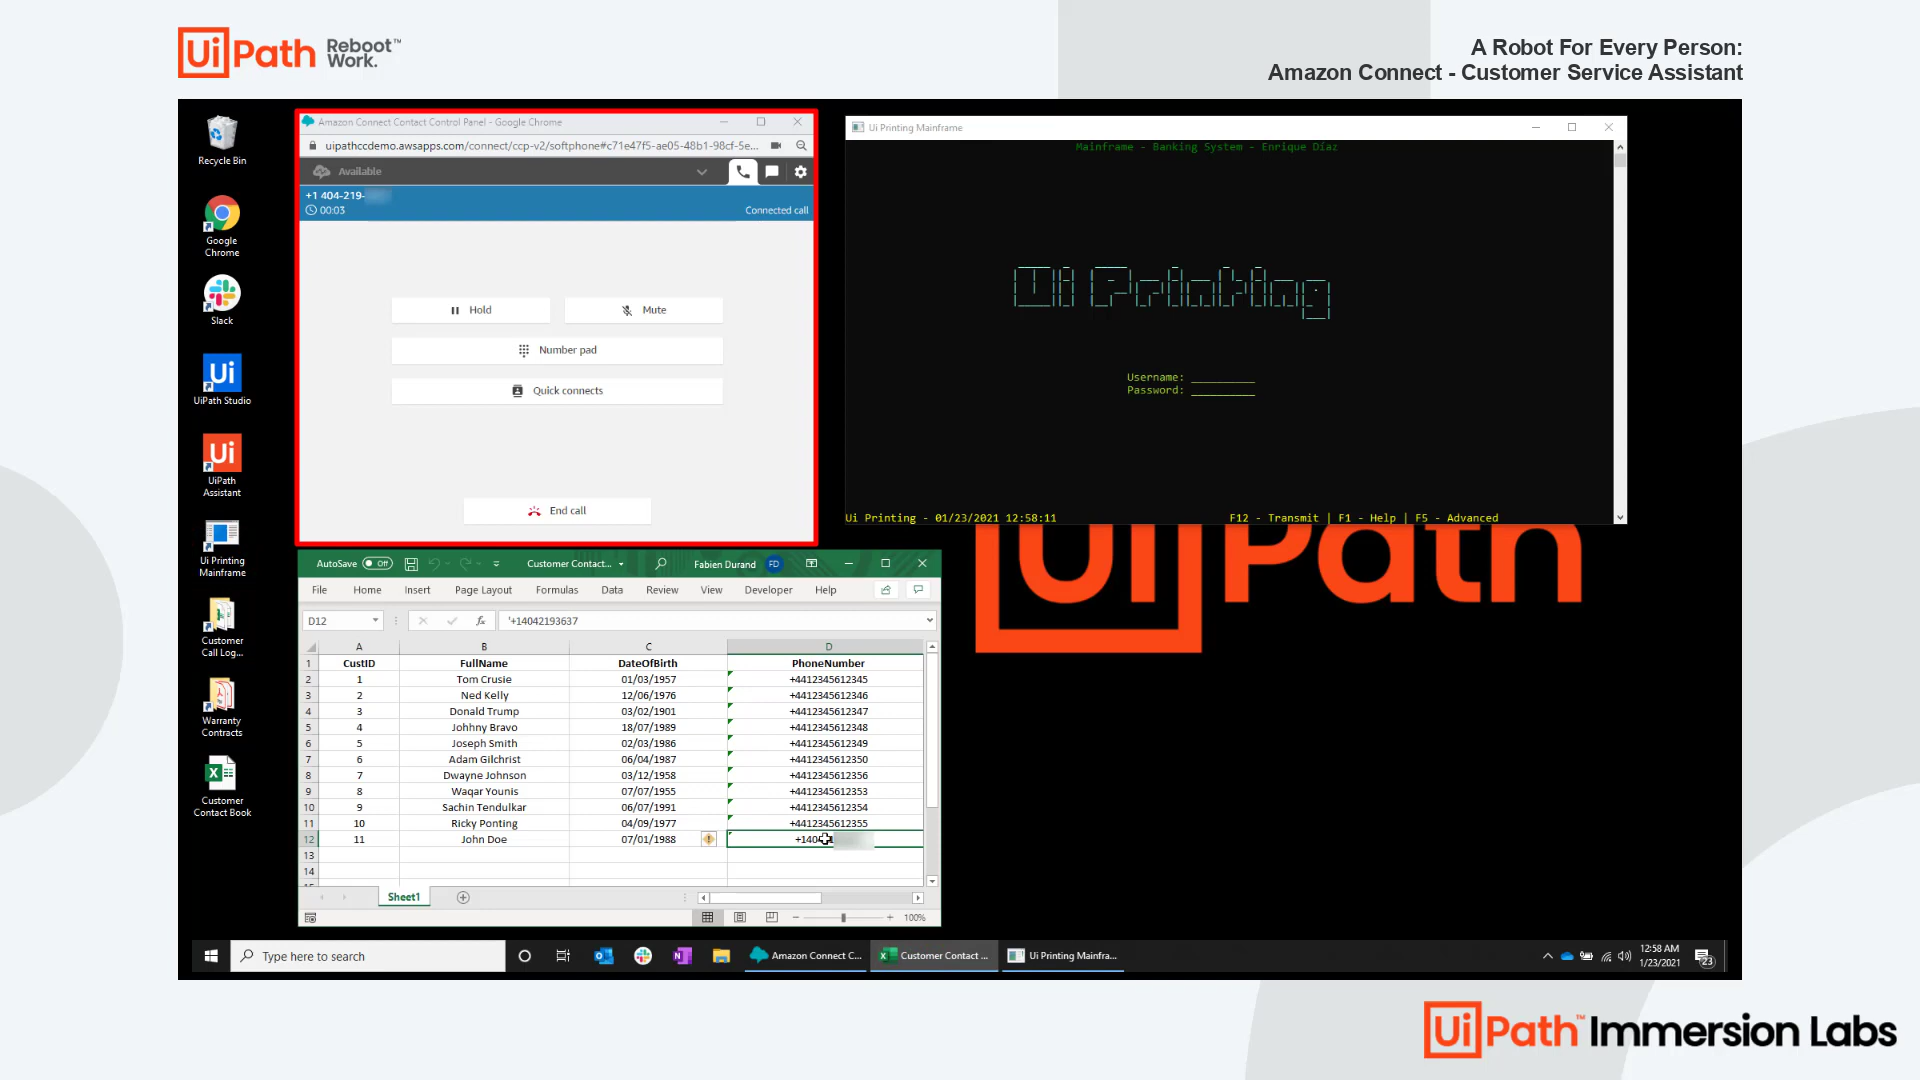 UiPath Reboot Work.™
A Robot For Every Person:
Amazon Connect - Customer Service Assistant
Recycle Bin
Google Chrome
Slack
UiPath Studio
UiPath Assistant
Ui Printing Mainframe
Customer Call Log...
Warranty Contracts
Customer Contact Book
Amazon Connect Contact Control Panel - Google Chrome
uipathccdemo.awsapps.com/connect/ccp-v2/softphone#c71e47f5-ae05-48b1-98cf-5e...
Available
+1 404-219-
00:03
Connected call
Hold
Mute
Number pad
Quick connects
End call
Ui Printing Mainframe
Mainframe - Banking System - Enrique Diaz
Ui Printing
Username: __________
Password: __________
Ui Printing - 01/23/2021 12:58:11
F12 - Transmit | F1 - Help | F5 - Advanced
UiPath
AutoSave Off Customer Contact... Fabien Durand FD
File Home Insert Page Layout Formulas Data Review View Developer Help
D12 fx '+14042193637
A B C D
1 CustID FullName DateOfBirth PhoneNumber
2 1 Tom Crusie 01/03/1957 +4412345612345
3 2 Ned Kelly 12/06/1976 +4412345612346
4 3 Donald Trump 03/02/1901 +4412345612347
5 4 Johhny Bravo 18/07/1989 +4412345612348
6 5 Joseph Smith 02/03/1986 +4412345612349
7 6 Adam Gilchrist 06/04/1987 +4412345612350
8 7 Dwayne Johnson 03/12/1958 +4412345612356
9 8 Waqar Younis 07/07/1955 +4412345612353
10 9 Sachin Tendulkar 06/07/1991 +4412345612354
11 10 Ricky Ponting 04/09/1977 +4412345612355
12 11 John Doe 07/01/1988 +1404
13
14
Sheet1
100%
Type here to search
Amazon Connect C...
Customer Contact ...
Ui Printing Mainfra...
12:58 AM
1/23/2021
23
UiPath™ Immersion Labs